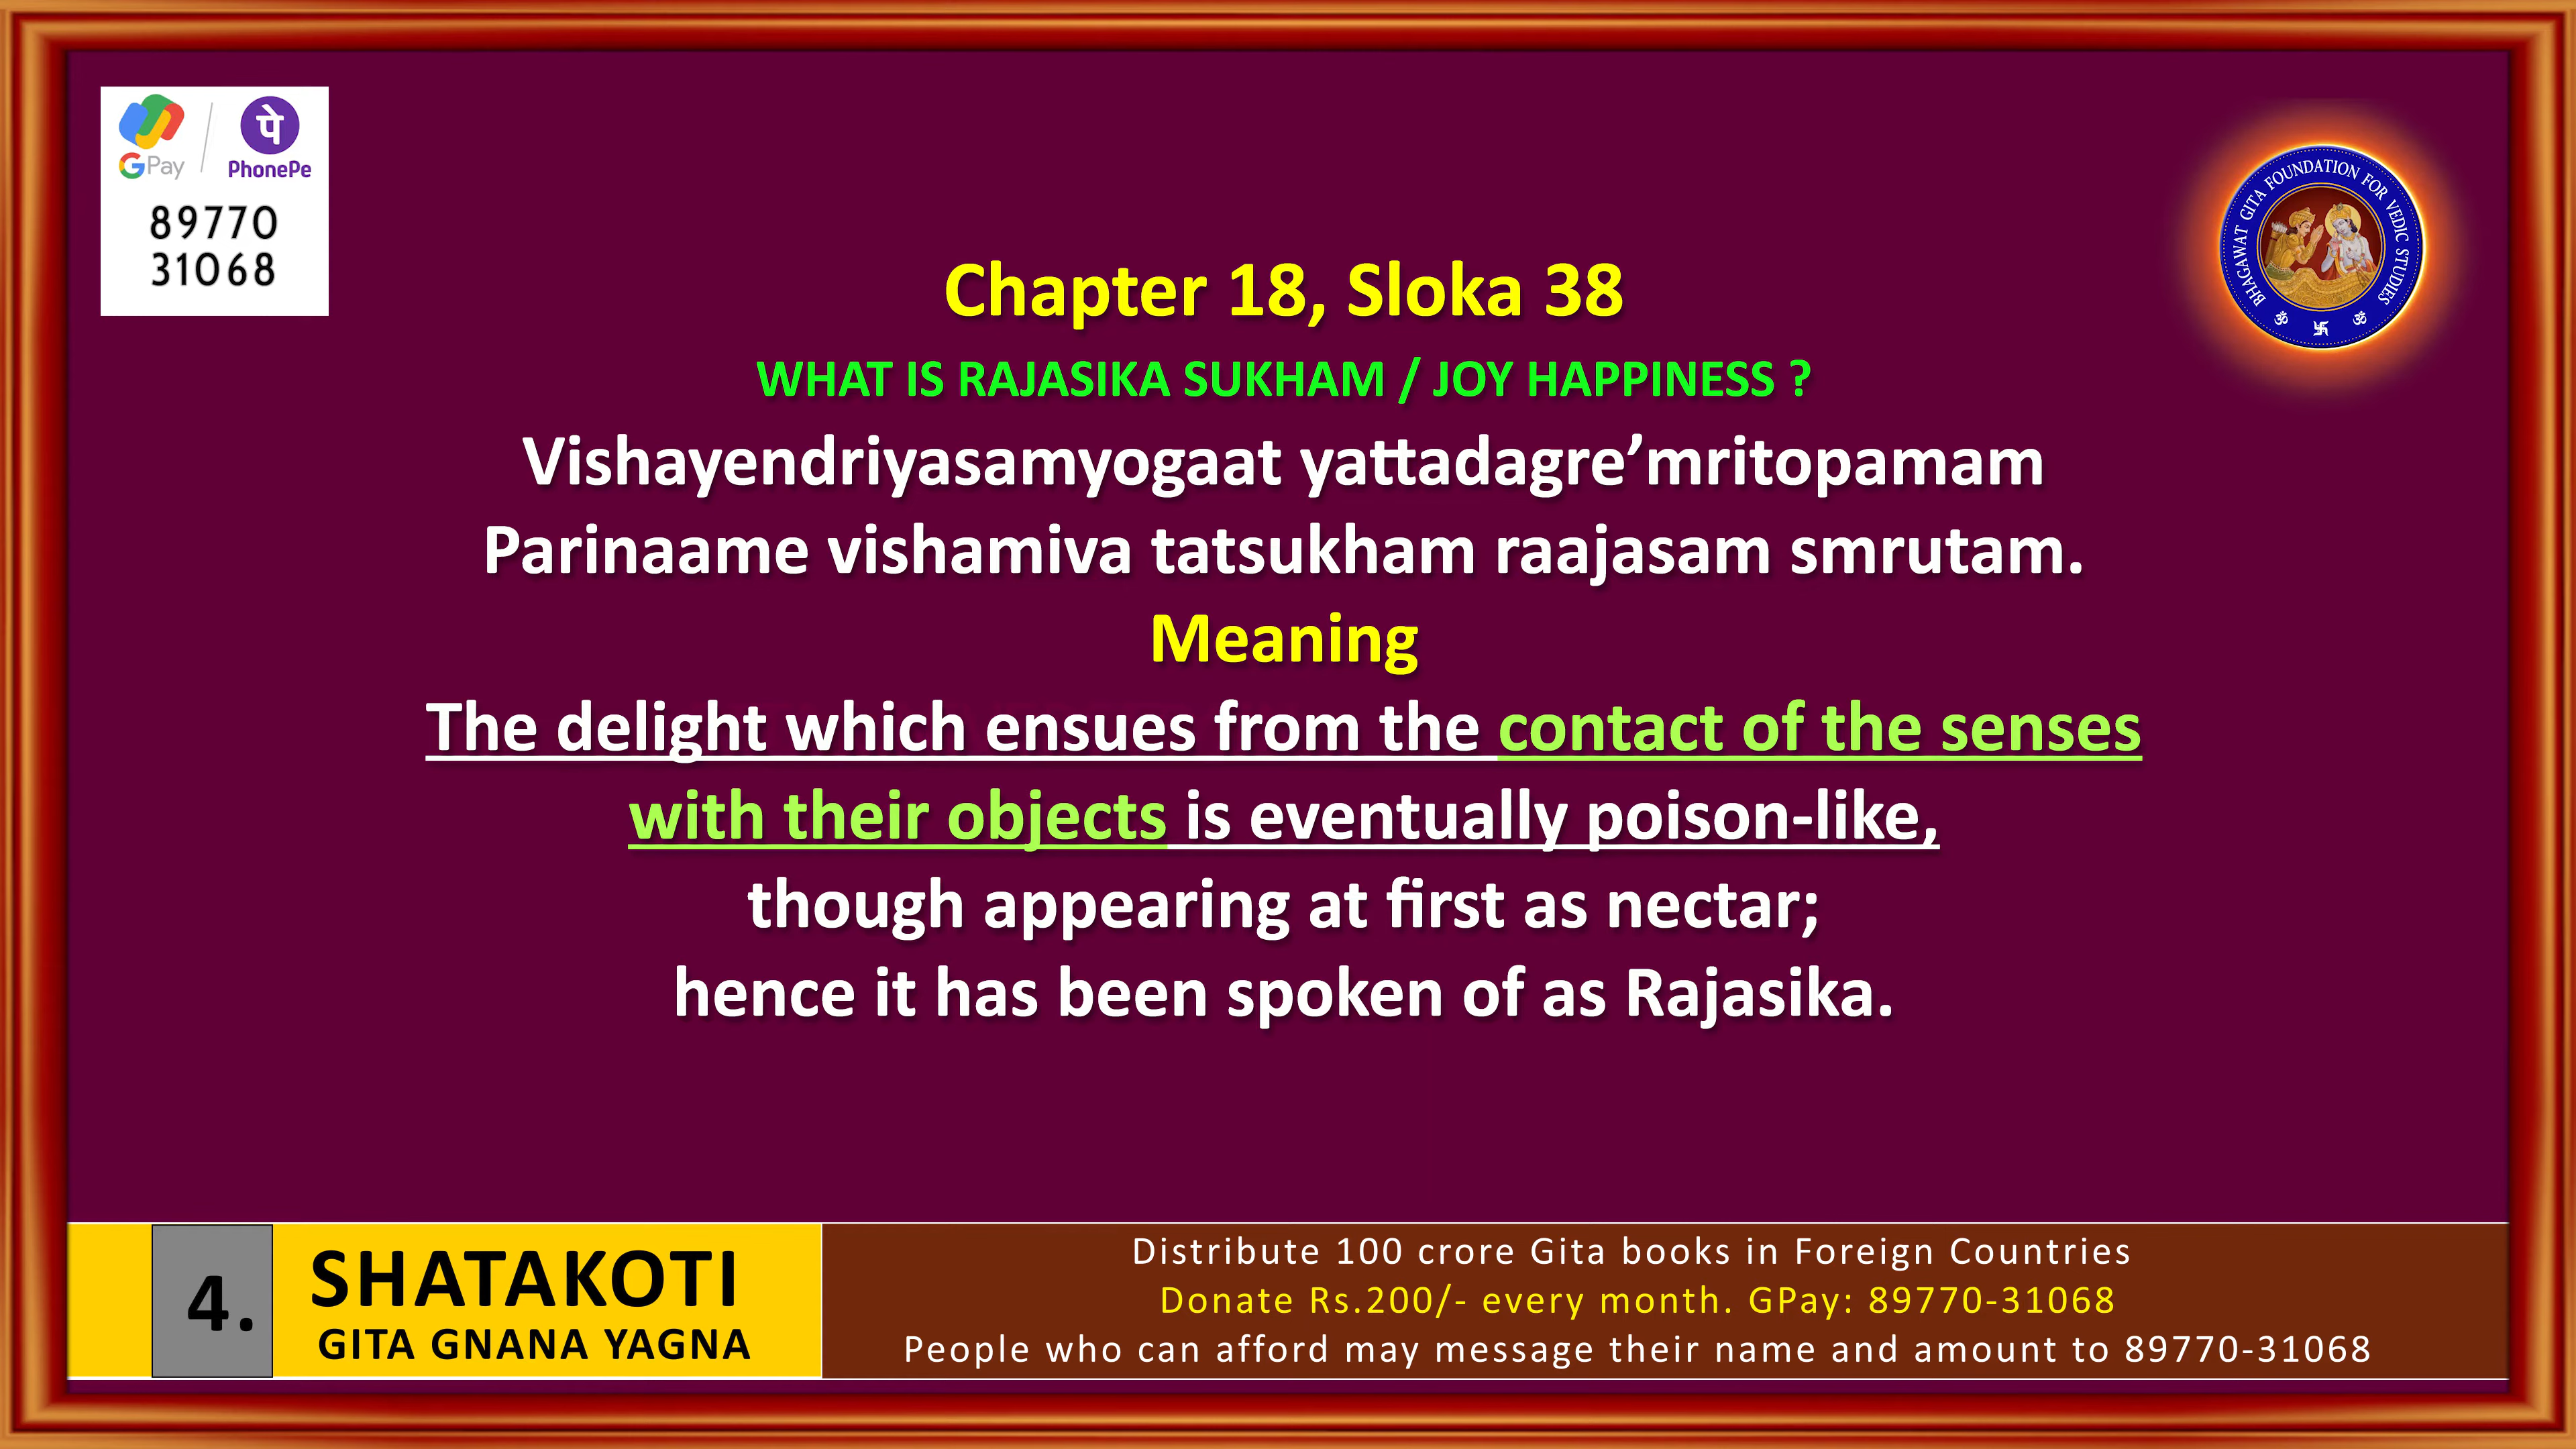 GPay
पे
PhonePe
89770
31068
BHAGAWAT GITA FOUNDATION FOR VEDIC STUDIES
ॐ 卐 ॐ
Chapter 18, Sloka 38
WHAT IS RAJASIKA SUKHAM / JOY HAPPINESS ?
Vishayendriyasamyogaat yattadagre’mritopamam
Parinaame vishamiva tatsukham raajasam smrutam.
Meaning
The delight which ensues from the contact of the senses
with their objects is eventually poison-like,
though appearing at first as nectar;
hence it has been spoken of as Rajasika.
4.
SHATAKOTI
GITA GNANA YAGNA
Distribute 100 crore Gita books in Foreign Countries
Donate Rs.200/- every month. GPay: 89770-31068
People who can afford may message their name and amount to 89770-31068